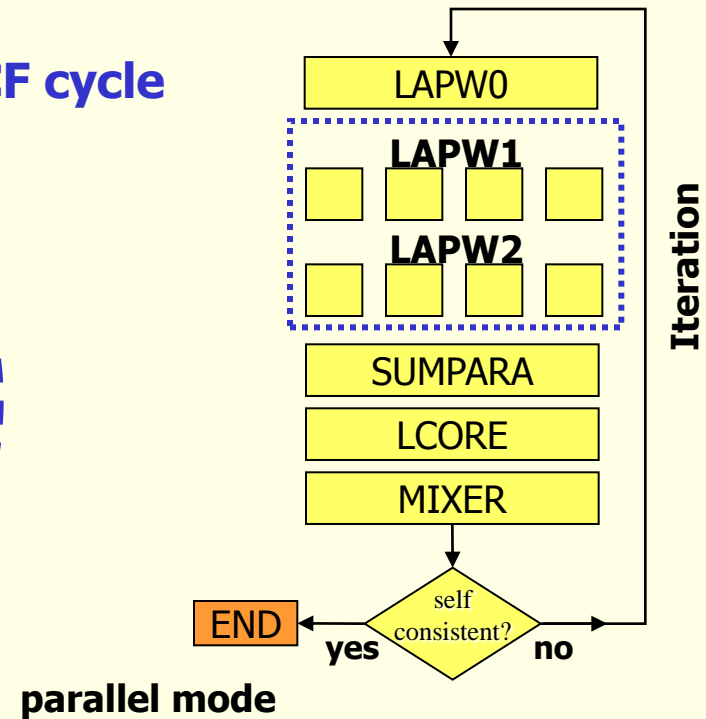 F cycle
LAPW0
LAPW1
LAPW2
Iteration
SUMPARA
LCORE
MIXER
self
consistent?
END
yes
no
parallel mode